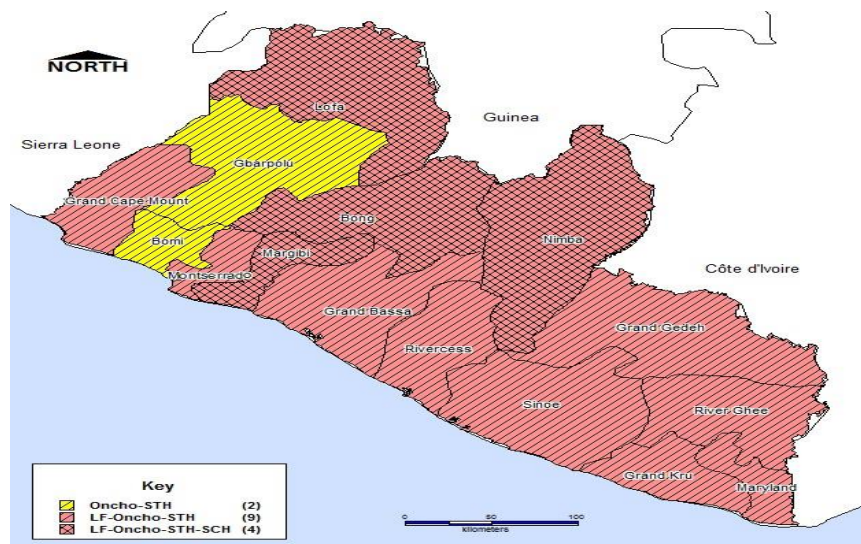 NORTH
Lofa
Guinea
Sierra Leone
Gbarpolu
Grand Cape Mount
Bong
Bomi
Nimba
Margibi
Montserrado
Côte d'Ivoire
Grand Bassa
Grand Gedeh
Rivercess
Sinoe
River Ghee
Grand Kru
Maryland
Key
Oncho-STH (2)
LF-Oncho-STH (9)
LF-Oncho-STH-SCH (4)
0 50 100
kilometers